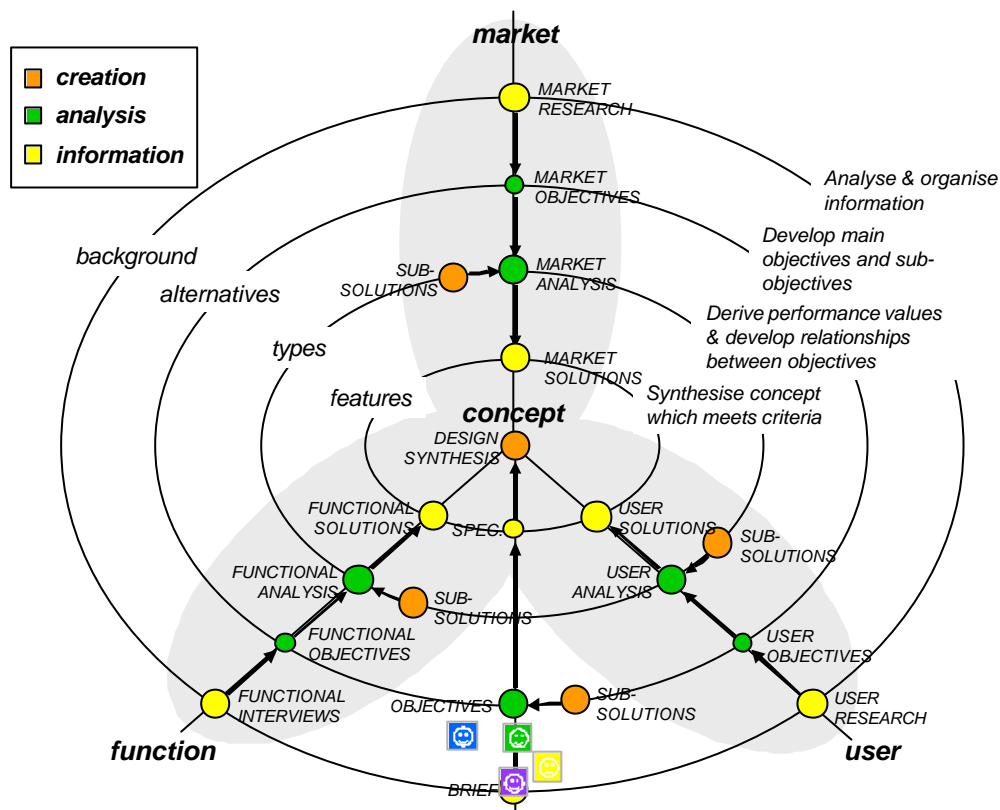 market
creation
analysis
information
MARKET
RESEARCH
Analyse & organise
information
MARKET
OBJECTIVES
background
Develop main
objectives and sub-
objectives
alternatives
SUB-
SOLUTIONS
MARKET
ANALYSIS
Derive performance values
& develop relationships
between objectives
types
MARKET
SOLUTIONS
features
Synthesise concept
which meets criteria
concept
DESIGN
SYNTHESIS
FUNCTIONAL
SOLUTIONS
SPEC.
USER
SOLUTIONS
SUB-
SOLUTIONS
FUNCTIONAL
ANALYSIS
USER
ANALYSIS
SUB-
SOLUTIONS
FUNCTIONAL
OBJECTIVES
USER
OBJECTIVES
FUNCTIONAL
INTERVIEWS
OBJECTIVES
SUB-
SOLUTIONS
USER
RESEARCH
function
user
BRIEF